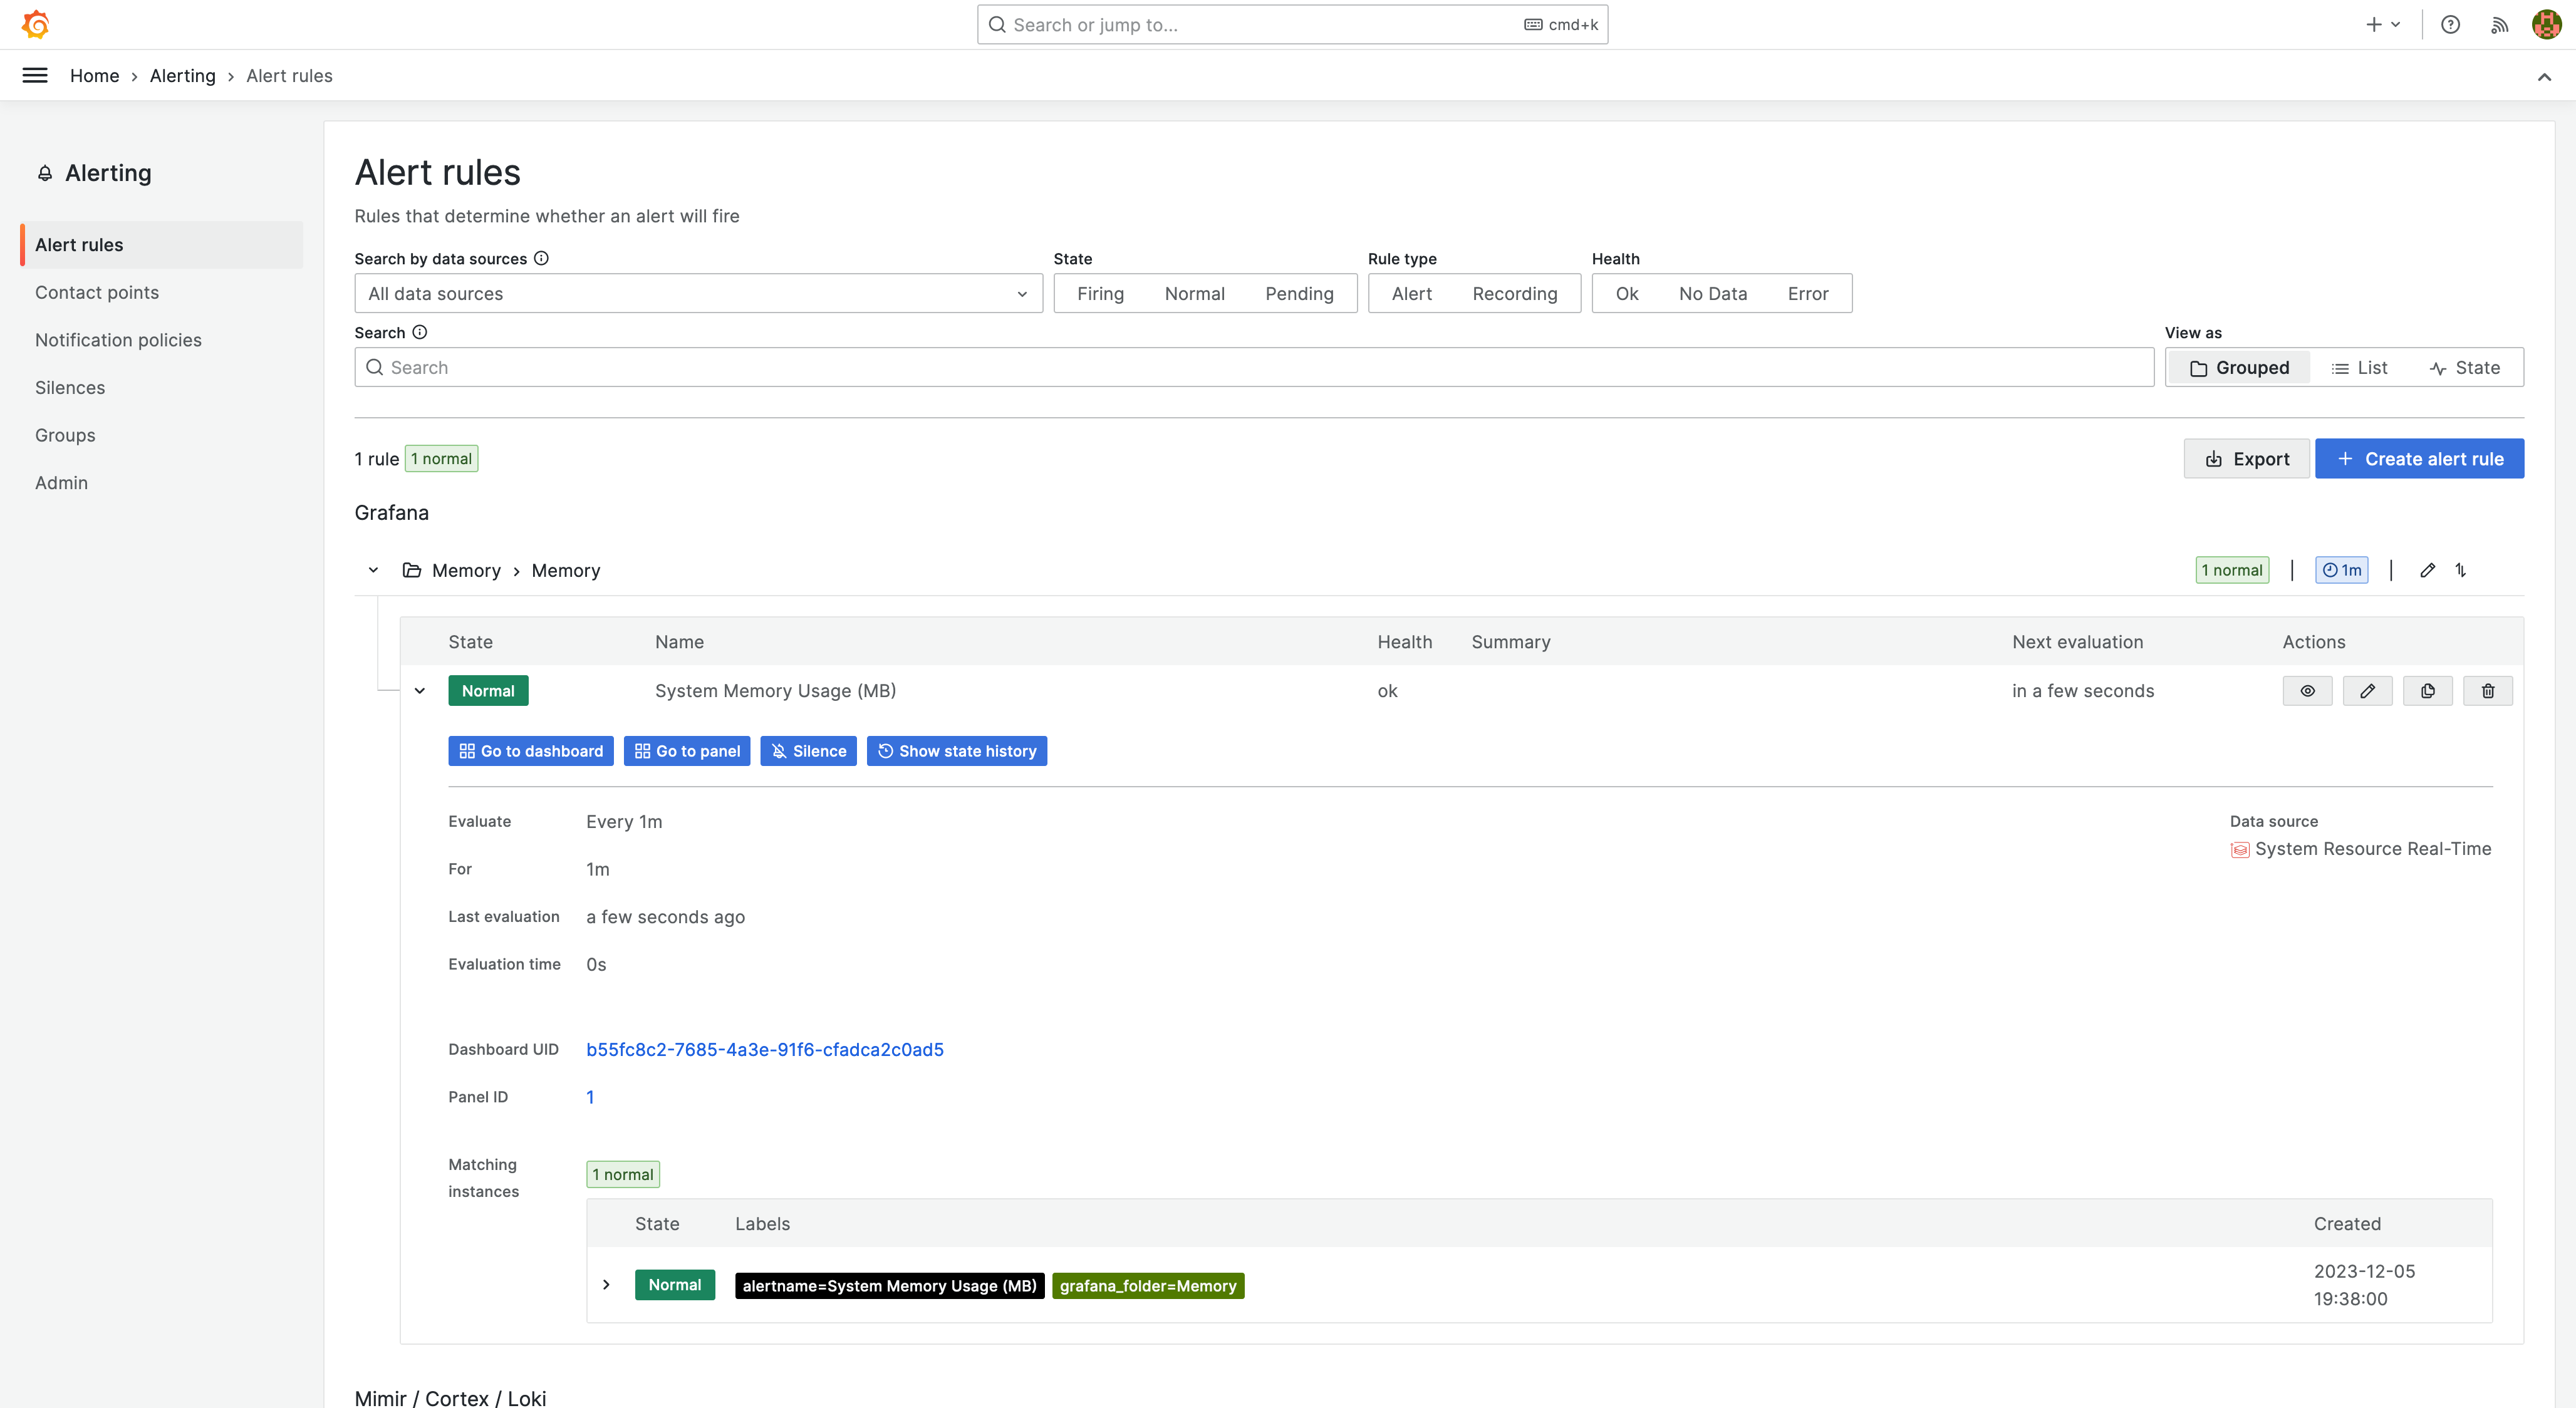 Search or jump to... cmd+k
Home › Alerting › Alert rules
Alerting
Alert rules
Contact points
Notification policies
Silences
Groups
Admin
Alert rules
Rules that determine whether an alert will fire
Search by data sources State Rule type Health
All data sources Firing Normal Pending Alert Recording Ok No Data Error
Search View as
Search Grouped List State
1 rule 1 normal Export + Create alert rule
Grafana
Memory › Memory 1 normal | 1m |
State Name Health Summary Next evaluation Actions
Normal System Memory Usage (MB) ok in a few seconds
Go to dashboard Go to panel Silence Show state history
Evaluate Every 1m Data source
System Resource Real-Time
For 1m
Last evaluation a few seconds ago
Evaluation time 0s
Dashboard UID b55fc8c2-7685-4a3e-91f6-cfadca2c0ad5
Panel ID 1
Matching
instances
1 normal
State Labels Created
Normal alertname=System Memory Usage (MB) grafana_folder=Memory 2023-12-05
19:38:00
Mimir / Cortex / Loki